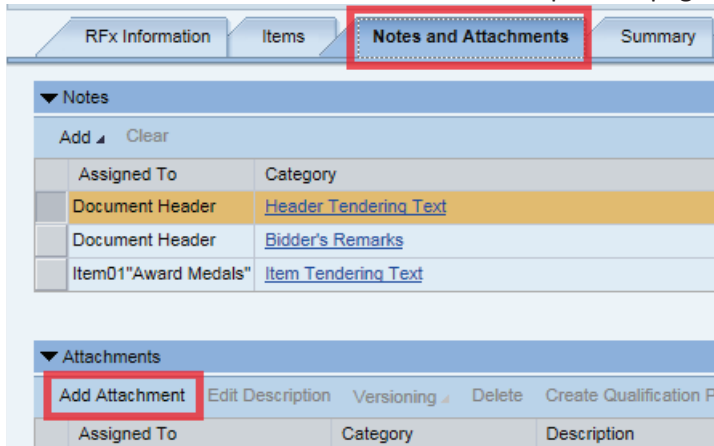 RFx Information Items Notes and Attachments Summary
Notes
Add Clear
Assigned To Category
Document Header Header Tendering Text
Document Header Bidder's Remarks
Item01"Award Medals" Item Tendering Text
Attachments
Add Attachment Edit Description Versioning Delete Create Qualification
Assigned To Category Description